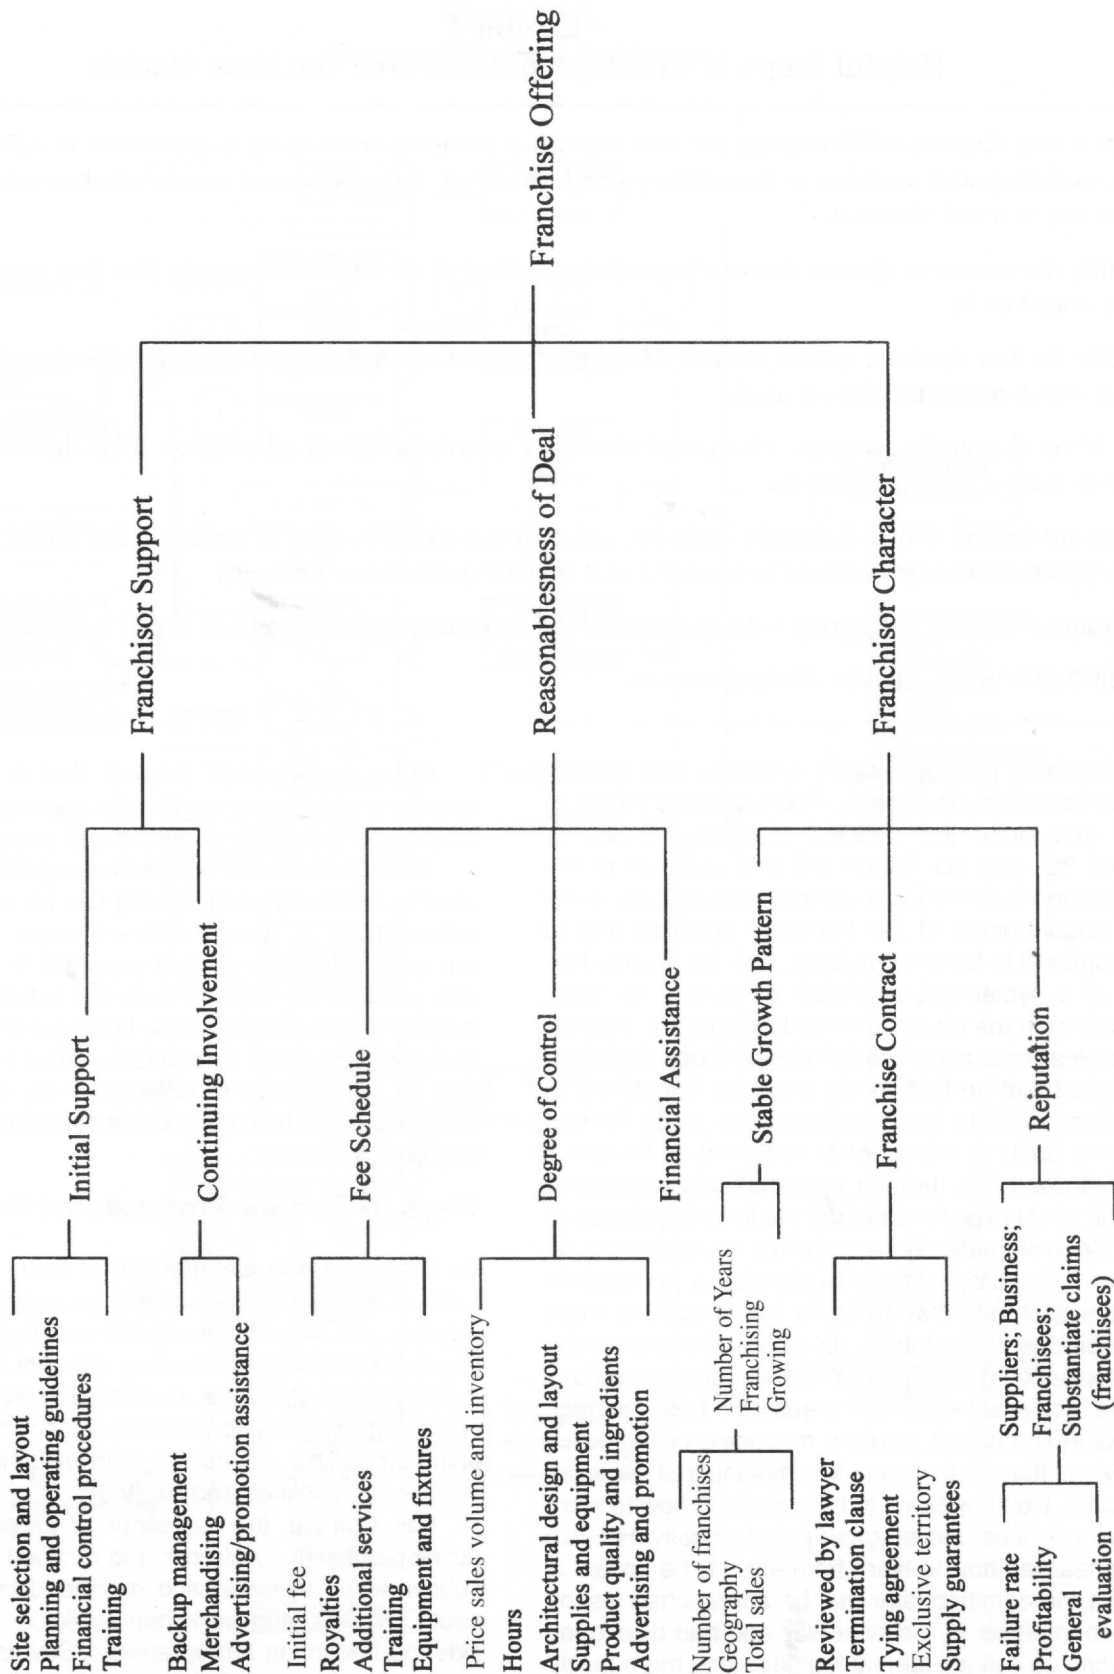 Franchise Offering
Franchisor Support
Reasonablesness of Deal
Franchisor Character
Initial Support
Continuing Involvement
Fee Schedule
Degree of Control
Financial Assistance
Stable Growth Pattern
Franchise Contract
Reputation
Site selection and layout
Planning and operating guidelines
Financial control procedures
Training
Backup management
Merchandising
Advertising/promotion assistance
Initial fee
Royalties
Additional services
Training
Equipment and fixtures
Price sales volume and inventory
Hours
Architectural design and layout
Supplies and equipment
Product quality and ingredients
Advertising and promotion
Number of Years
Franchising
Growing
Number of franchises
Geography
Total sales
Reviewed by lawyer
Termination clause
Tying agreement
Exclusive territory
Supply guarantees
Failure rate
Profitability
General
evaluation
Suppliers; Business;
Franchisees;
Substantiate claims
(franchisees)